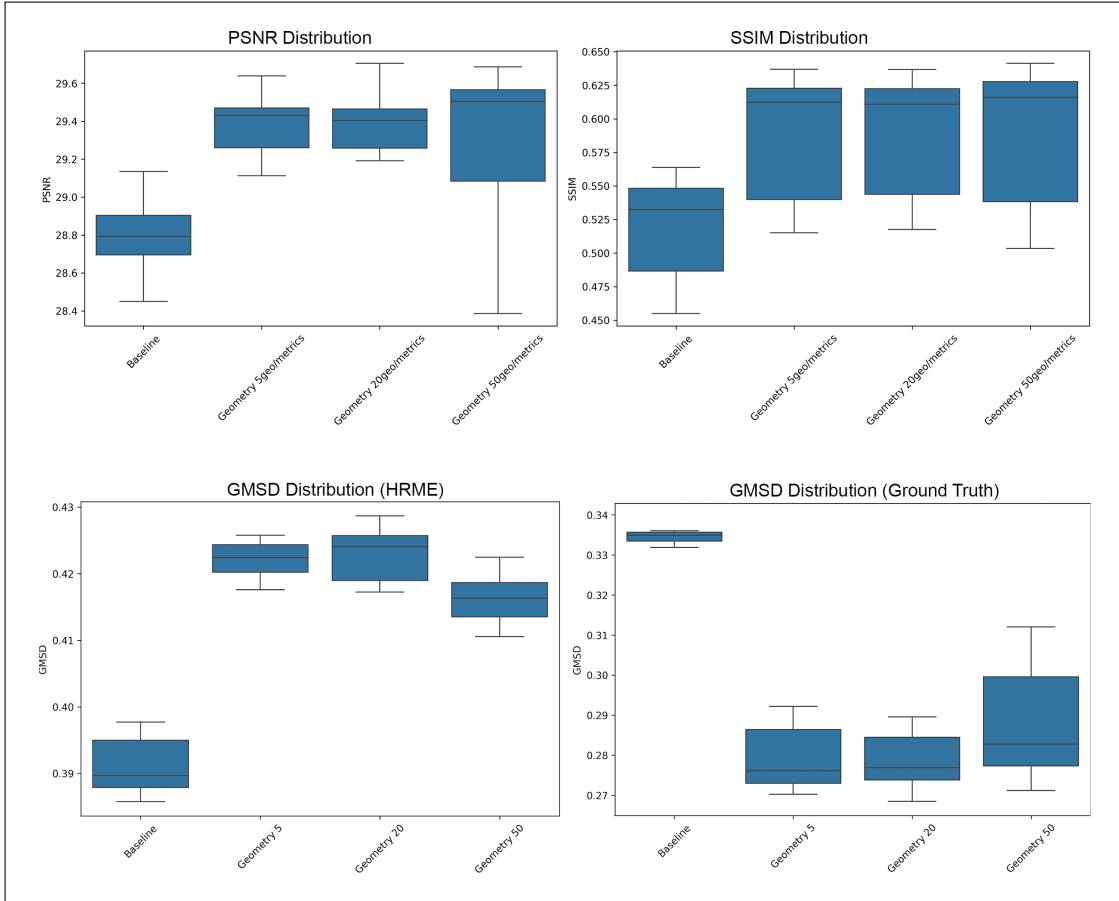 PSNR Distribution
29.6
29.4
29.2
29.0
28.8
28.6
28.4
PSNR
Baseline
Geometry 5geo/metrics
Geometry 20geo/metrics
Geometry 50geo/metrics
SSIM Distribution
0.650
0.625
0.600
0.575
0.550
0.525
0.500
0.475
0.450
SSIM
Baseline
Geometry 5geo/metrics
Geometry 20geo/metrics
Geometry 50geo/metrics
GMSD Distribution (HRME)
0.43
0.42
0.41
0.40
0.39
GMSD
Baseline
Geometry 5
Geometry 20
Geometry 50
GMSD Distribution (Ground Truth)
0.34
0.33
0.32
0.31
0.30
0.29
0.28
0.27
GMSD
Baseline
Geometry 5
Geometry 20
Geometry 50